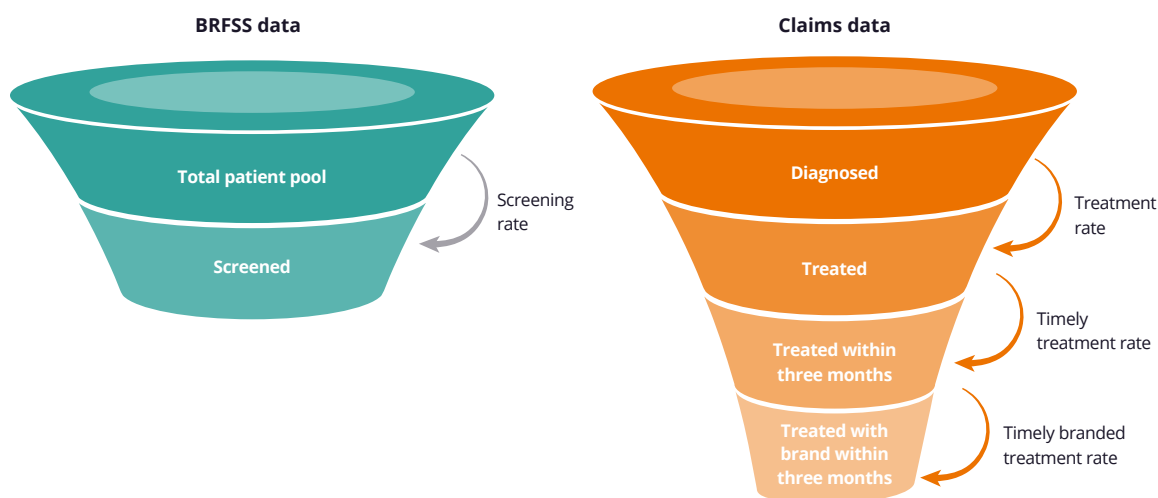 BRFSS data
Total patient pool
Screened
Screening
rate
Claims data
Diagnosed
Treated
Treated within
three months
Treated with
brand within
three months
Treatment
rate
Timely
treatment rate
Timely branded
treatment rate